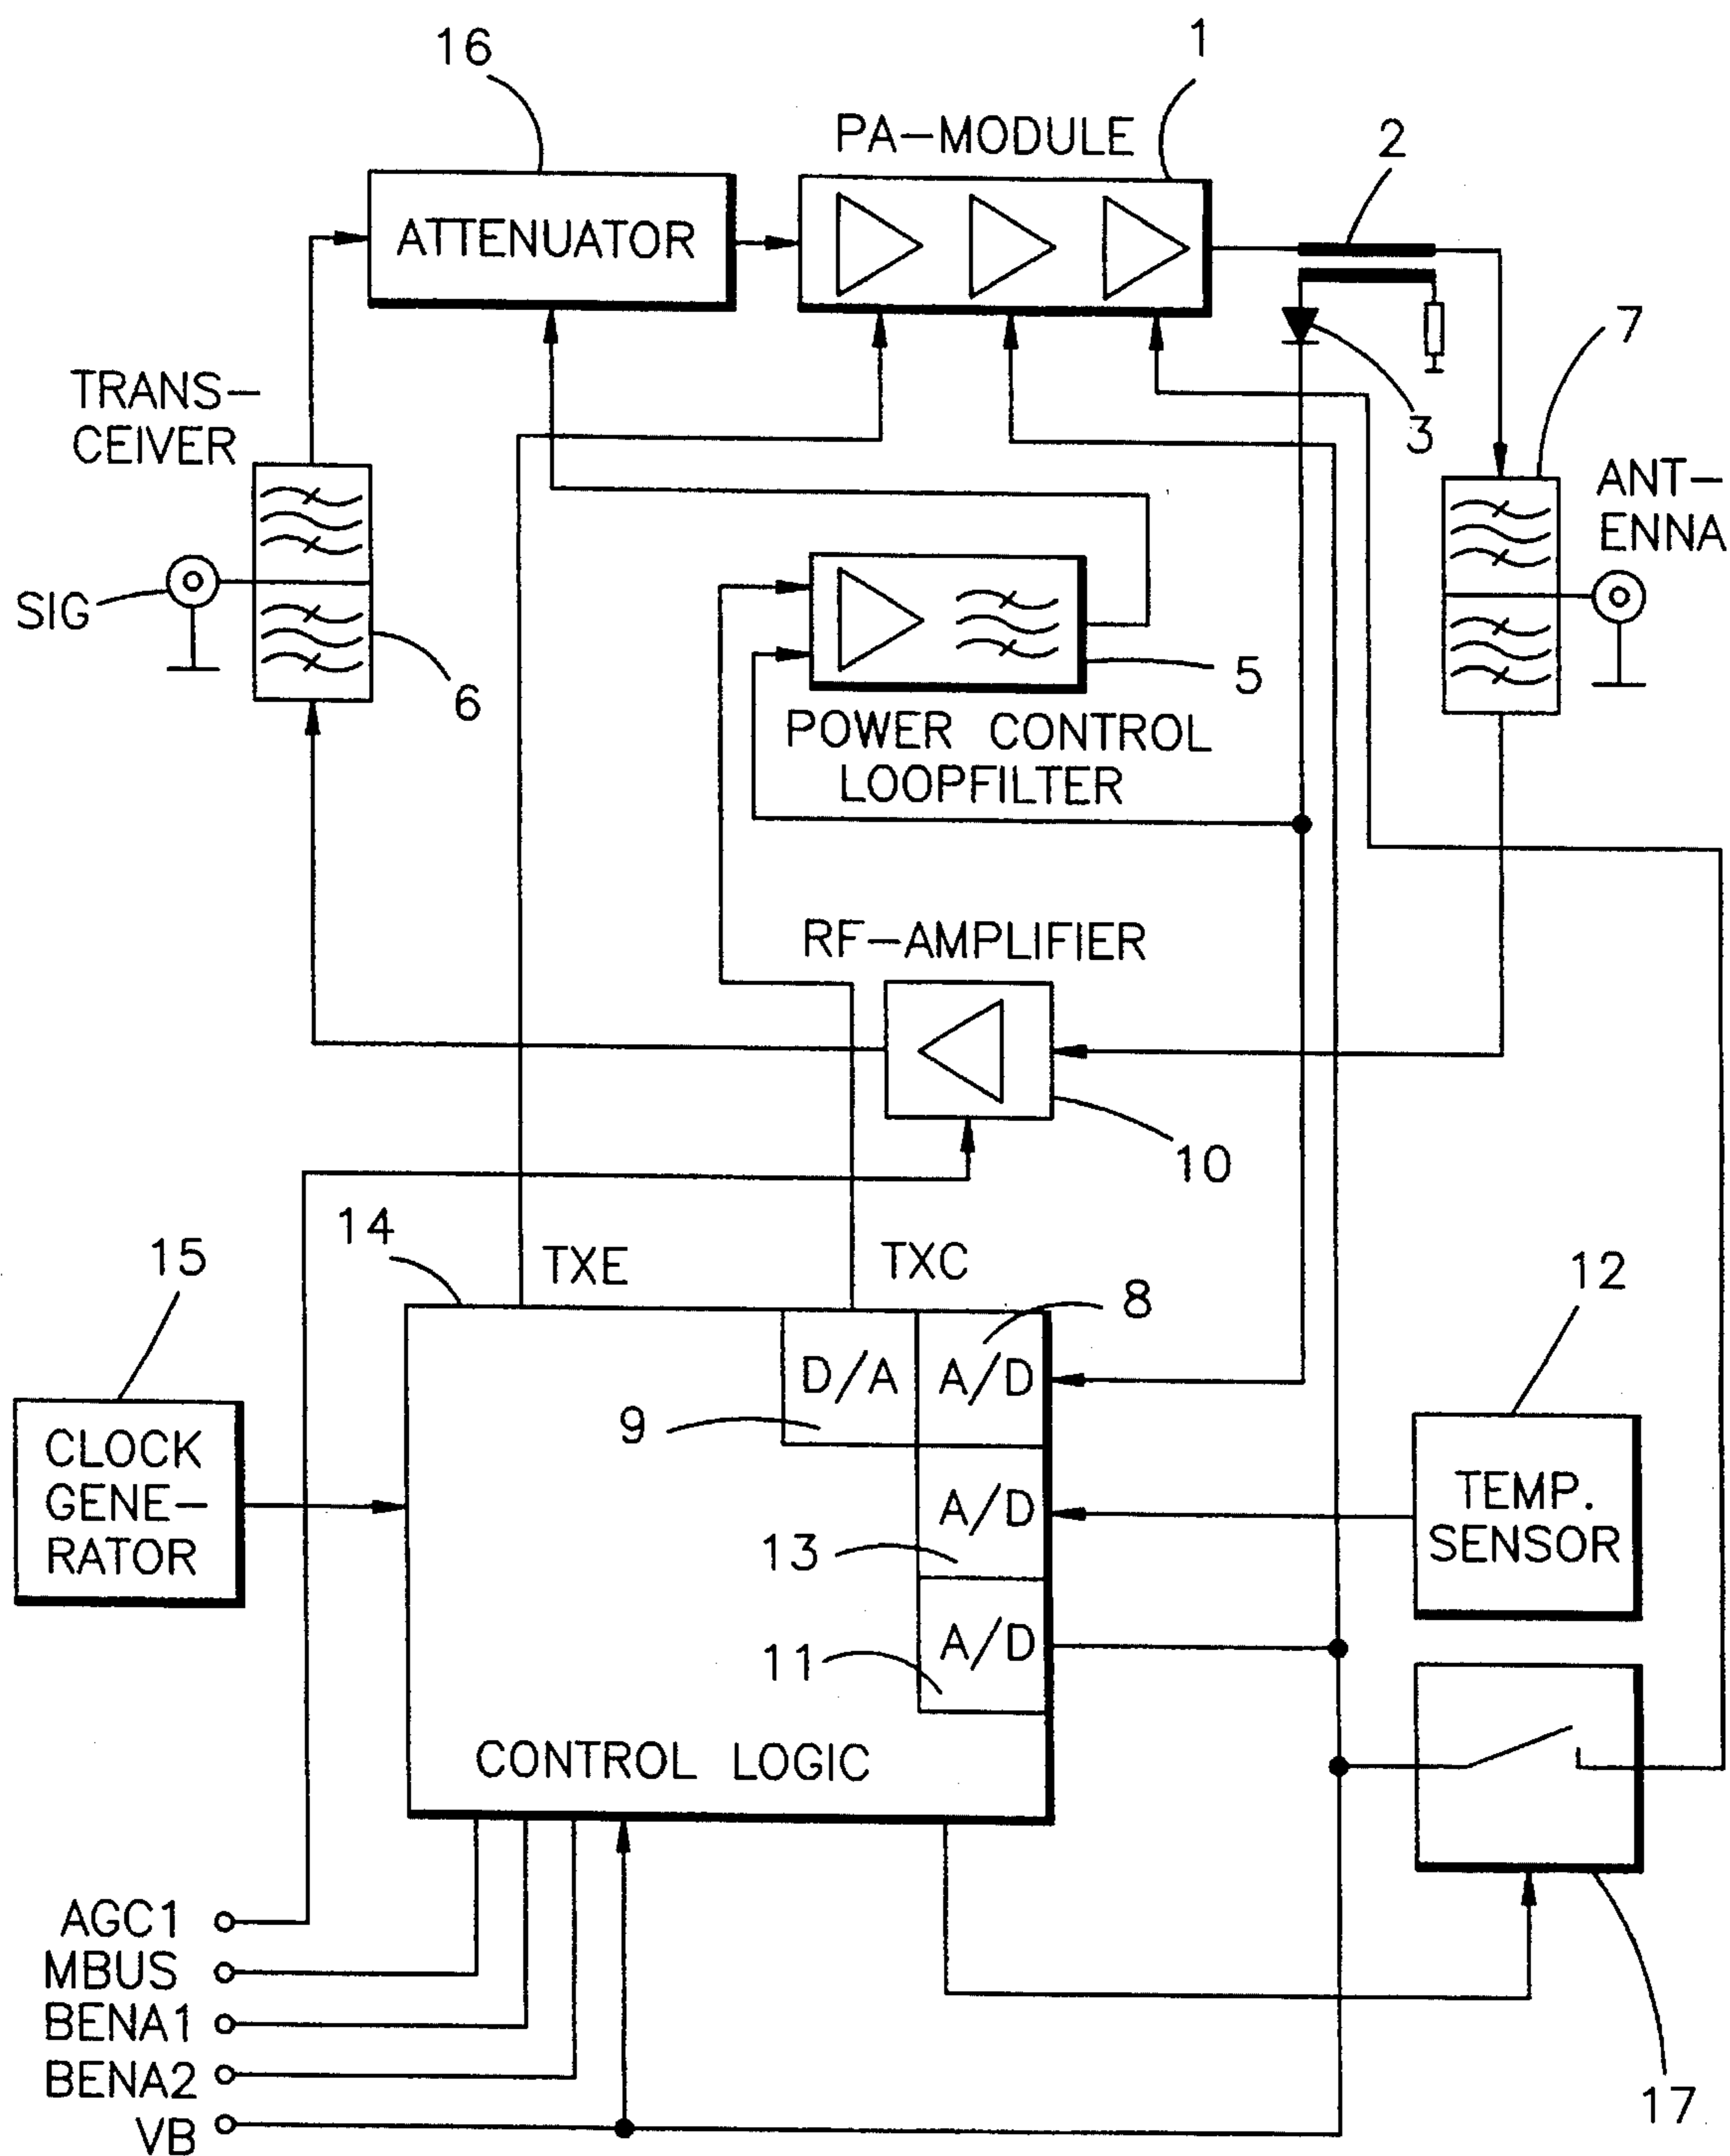 16
1
PA-MODULE
2
ATTENUATOR
7
TRANS-
CEIVER
3
ANT-
ENNA
SIG
6
5
POWER CONTROL
LOOPFILTER
RF-AMPLIFIER
10
14
15
TXE
TXC
12
8
D/A
A/D
9
CLOCK
GENE-
RATOR
A/D
13
TEMP.
SENSOR
A/D
11
CONTROL LOGIC
AGC1
MBUS
BENA1
BENA2
VB
17